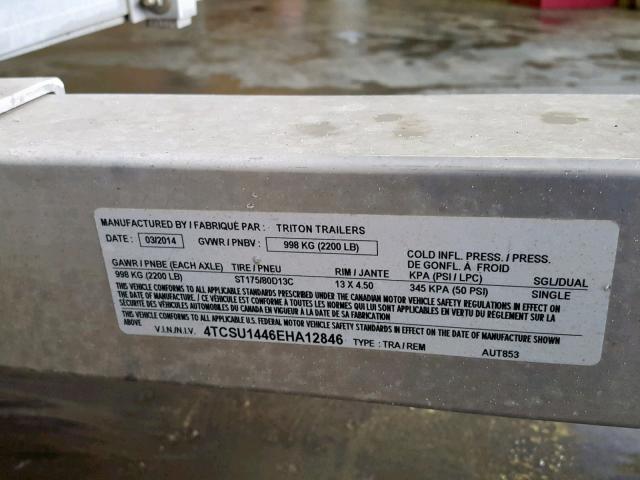 MANUFACTURED BY / FABRIQUÉ PAR : TRITON TRAILERS
DATE : 03/2014 GVWR / PNBV : 998 KG (2200 LB)
COLD INFL. PRESS. / PRESS.
DE GONFL. À FROID
GAWR / PNBE (EACH AXLE) TIRE / PNEU RIM / JANTE KPA (PSI / LPC) SGL/DUAL
998 KG (2200 LB) ST175/80D13C 13 X 4.50 345 KPA (50 PSI) SINGLE
THIS VEHICLE CONFORMS TO ALL APPLICABLE STANDARDS PRESCRIBED UNDER THE CANADIAN MOTOR VEHICLE SAFETY REGULATIONS IN EFFECT ON
THE DATE OF MANUFACTURE / CE VEHICULE EST CONFORME A TOUTES LES NORMES QUI LUI SONT APPLICABLES EN VERTU DU REGLEMENT SUR LA
SÉCURITÉ DES VÉHICULES AUTOMOBILES DU CANADA EN VIGUEUR A LA DATE DE SA FABRICATION
THIS VEHICLE CONFORMS TO ALL APPLICABLE U.S. FEDERAL MOTOR VEHICLE SAFETY STANDARDS IN EFFECT ON THE DATE OF MANUFACTURE SHOWN
ABOVE
V.I.N./N.I.V. 4TCSU1446EHA12846 TYPE : TRA / REM AUT853